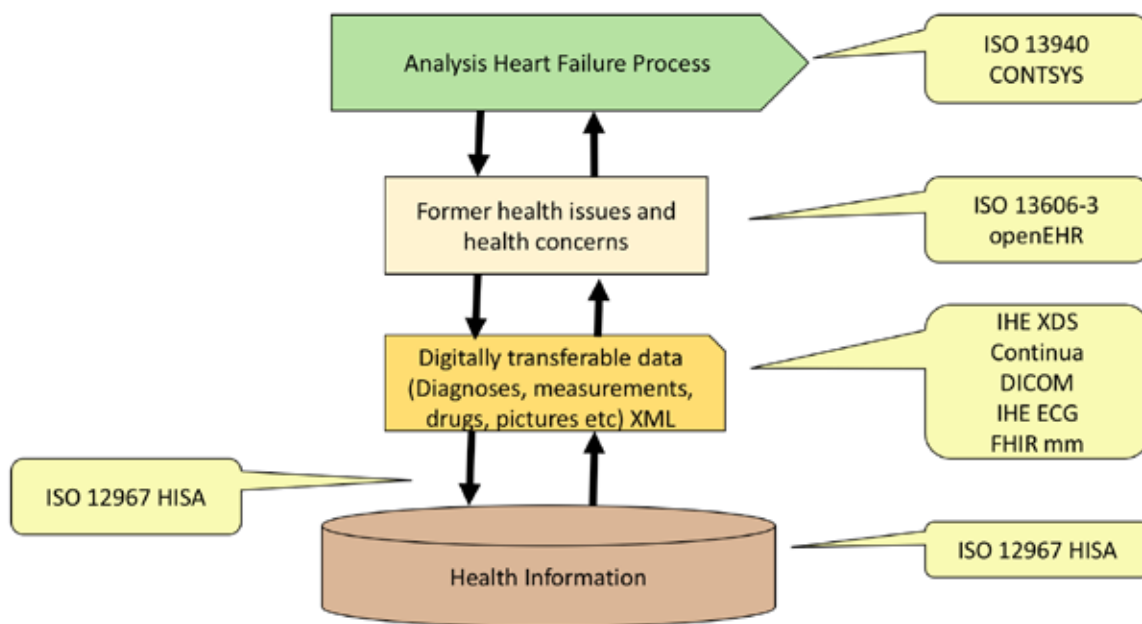 Analysis Heart Failure Process
ISO 13940
CONTSYS
Former health issues and
health concerns
ISO 13606-3
openEHR
Digitally transferable data
(Diagnoses, measurements,
drugs, pictures etc) XML
IHE XDS
Continua
DICOM
IHE ECG
FHIR mm
ISO 12967 HISA
Health Information
ISO 12967 HISA